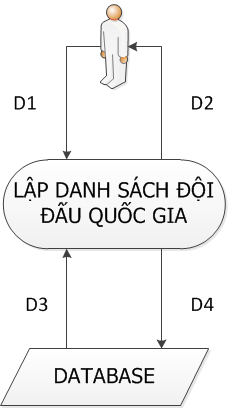 D1
D2
LẬP DANH SÁCH ĐỘI
ĐẤU QUỐC GIA
D3
D4
DATABASE